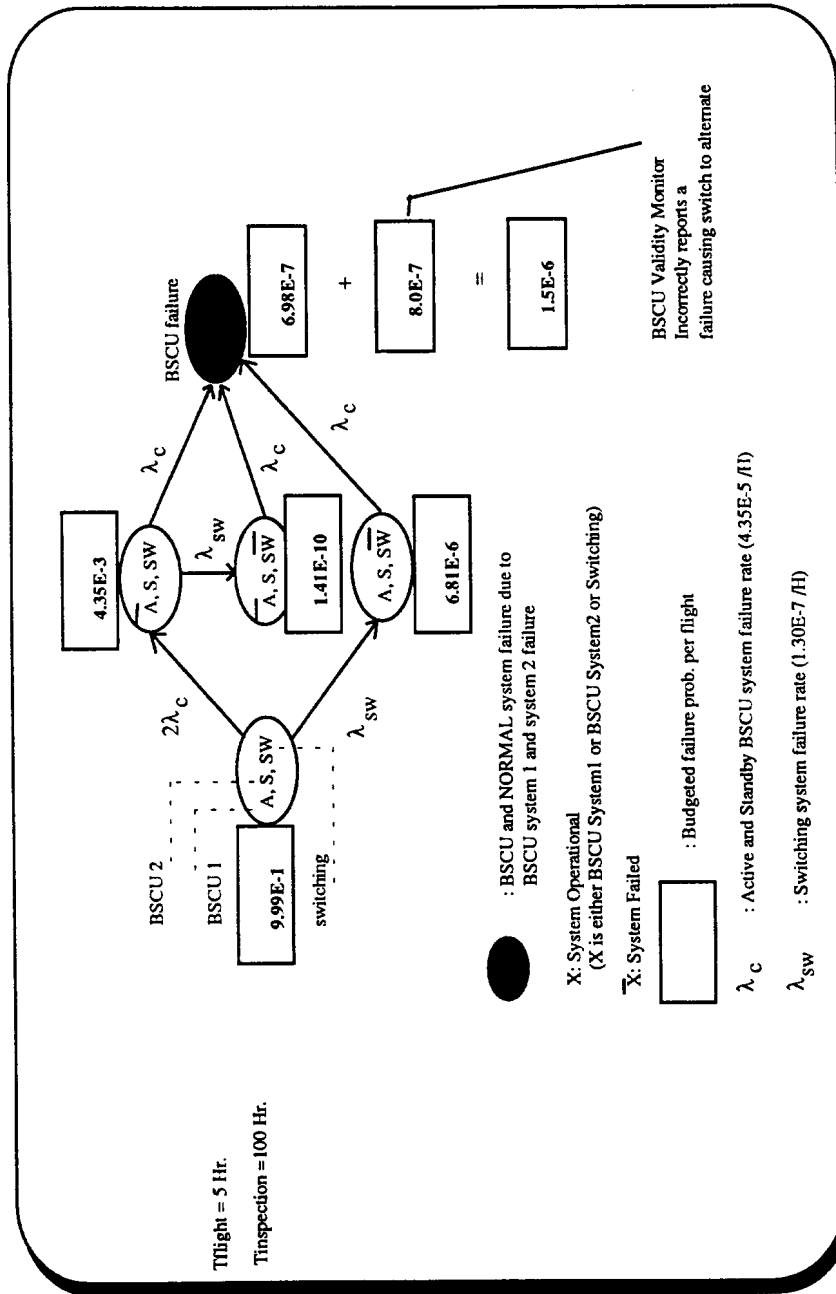 Tflight = 5 Hr.
Tinspection = 100 Hr.
BSCU 2
BSCU 1
9.99E-1
switching
A, S, SW
2λc
λsw
4.35E-3
A̅, S, SW
λsw
A̅, S, S̅W̅
1.41E-10
A, S, S̅W̅
6.81E-6
λc
λc
λc
BSCU failure
6.98E-7
+
8.0E-7
=
1.5E-6
BSCU Validity Monitor
Incorrectly reports a
failure causing switch to alternate
: BSCU and NORMAL system failure due to
BSCU system 1 and system 2 failure
X: System Operational
(X is either BSCU System1 or BSCU System2 or Switching)
X̅: System Failed
: Budgeted failure prob. per flight
λc : Active and Standby BSCU system failure rate (4.35E-5 /H)
λsw : Switching system failure rate (1.30E-7 /H)